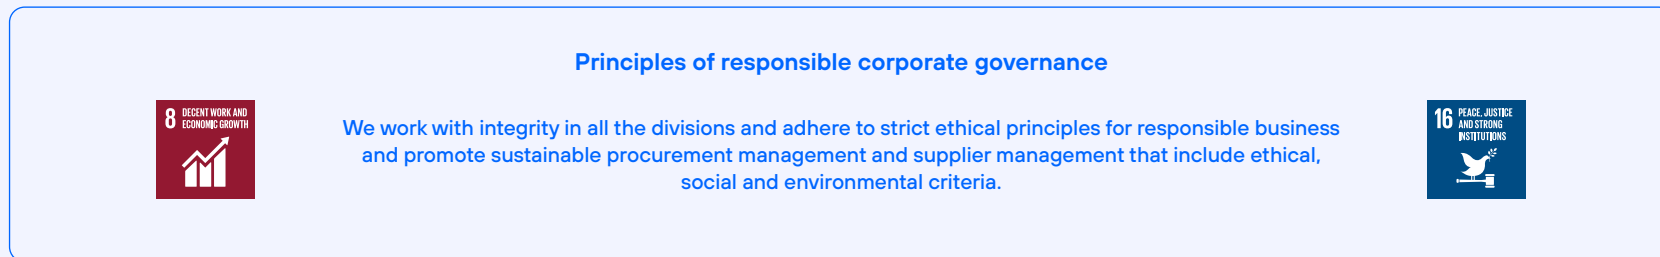 Principles of responsible corporate governance
8 DECENT WORK AND
ECONOMIC GROWTH
We work with integrity in all the divisions and adhere to strict ethical principles for responsible business
and promote sustainable procurement management and supplier management that include ethical,
social and environmental criteria.
16 PEACE, JUSTICE
AND STRONG
INSTITUTIONS